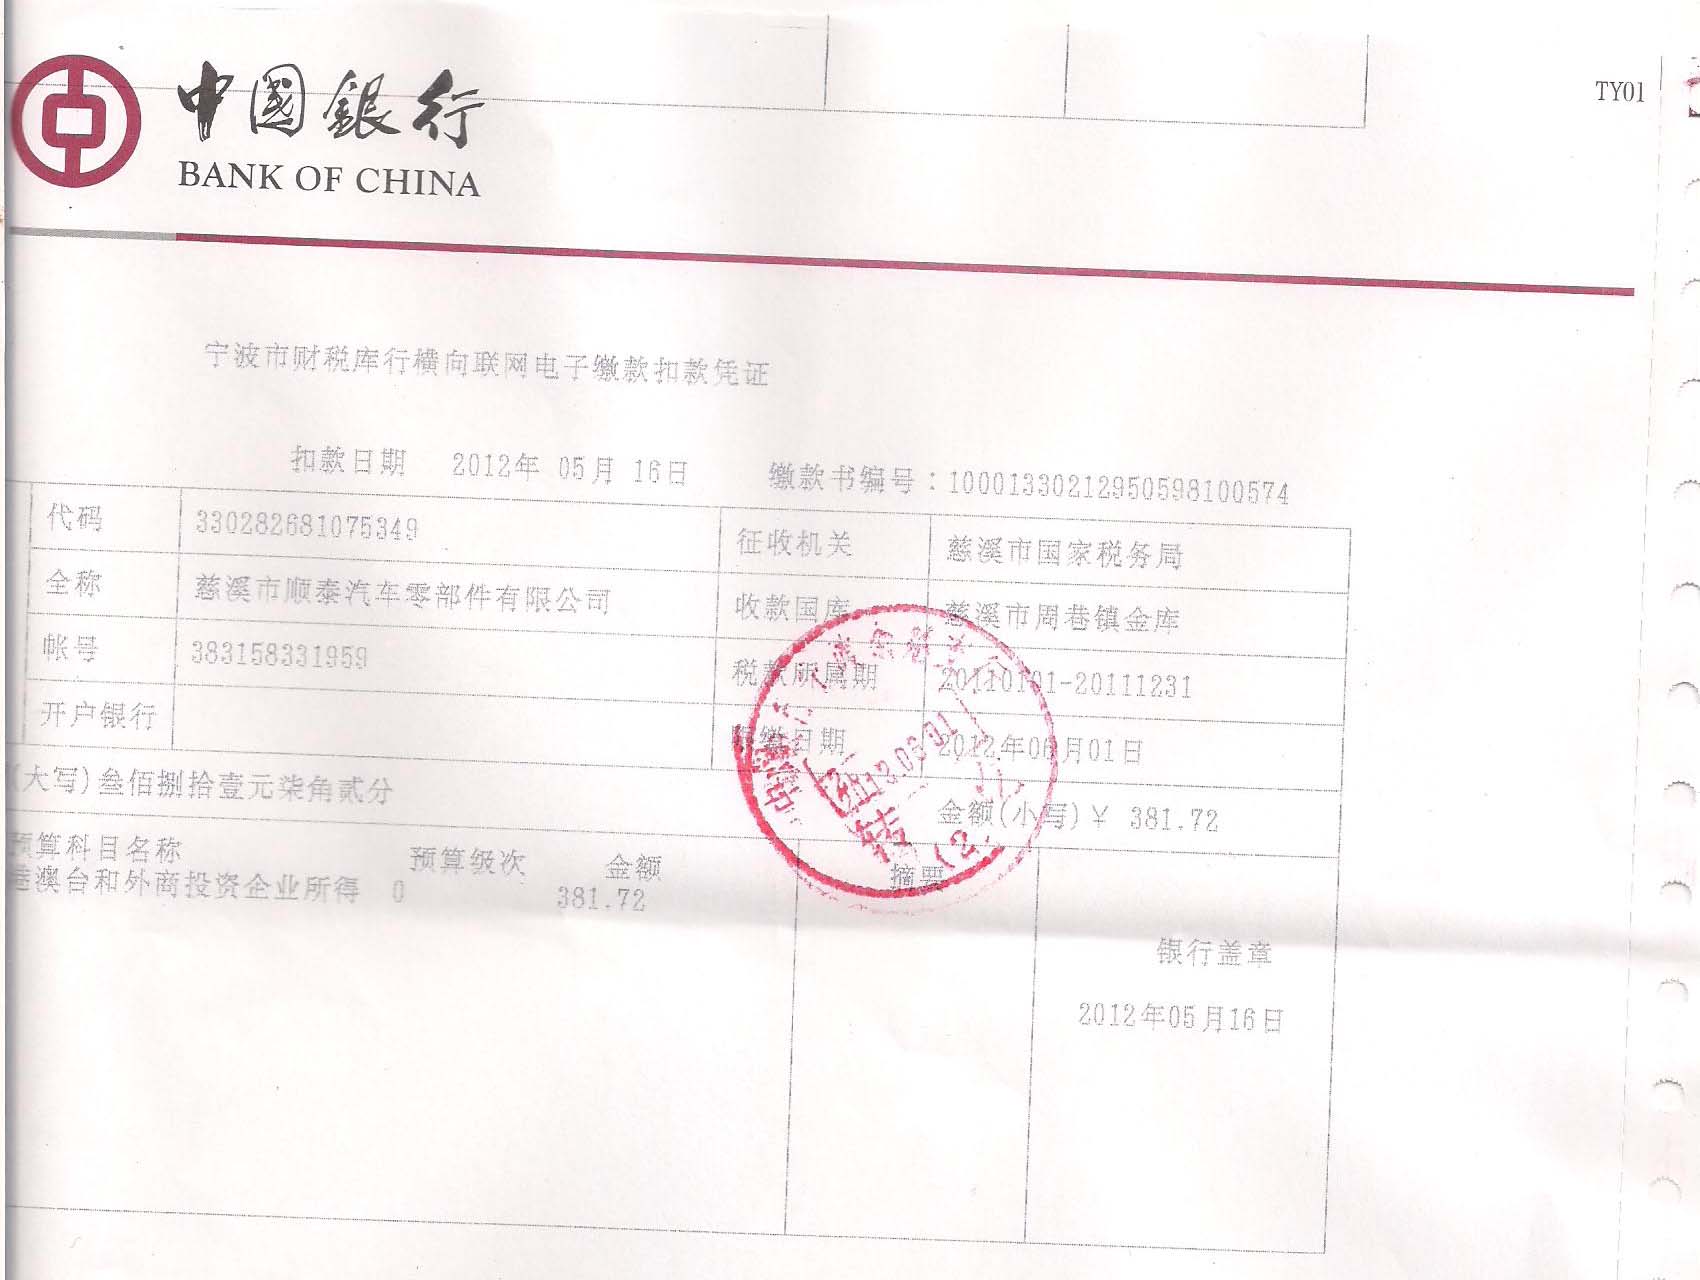 TY01
中國銀行
BANK OF CHINA
宁波市财税库行横向联网电子缴款扣款凭证
扣款日期 2012年 05月 16日 缴款书编号：10001330212950598100574
代码 330282681075349 征收机关 慈溪市国家税务局
全称 慈溪市顺泰汽车零部件有限公司 收款国库 慈溪市周巷镇金库
帐号 383158331959 税款所属期 20110101-20111231
开户银行 限缴日期 2012年06月01日
(大写)叁佰捌拾壹元柒角贰分 金额(小写)￥ 381.72
预算科目名称 预算级次 金额 摘要
港澳台和外商投资企业所得 0 381.72
银行盖章
2012年05月16日
转
(2)